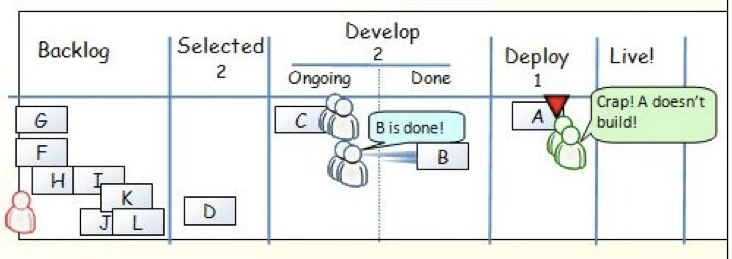 Backlog
Selected
2
Develop
2
Ongoing
Done
Deploy
1
Live!
G
F
H
I
K
J
L
D
C
B is done!
B
A
Crap! A doesn't
build!